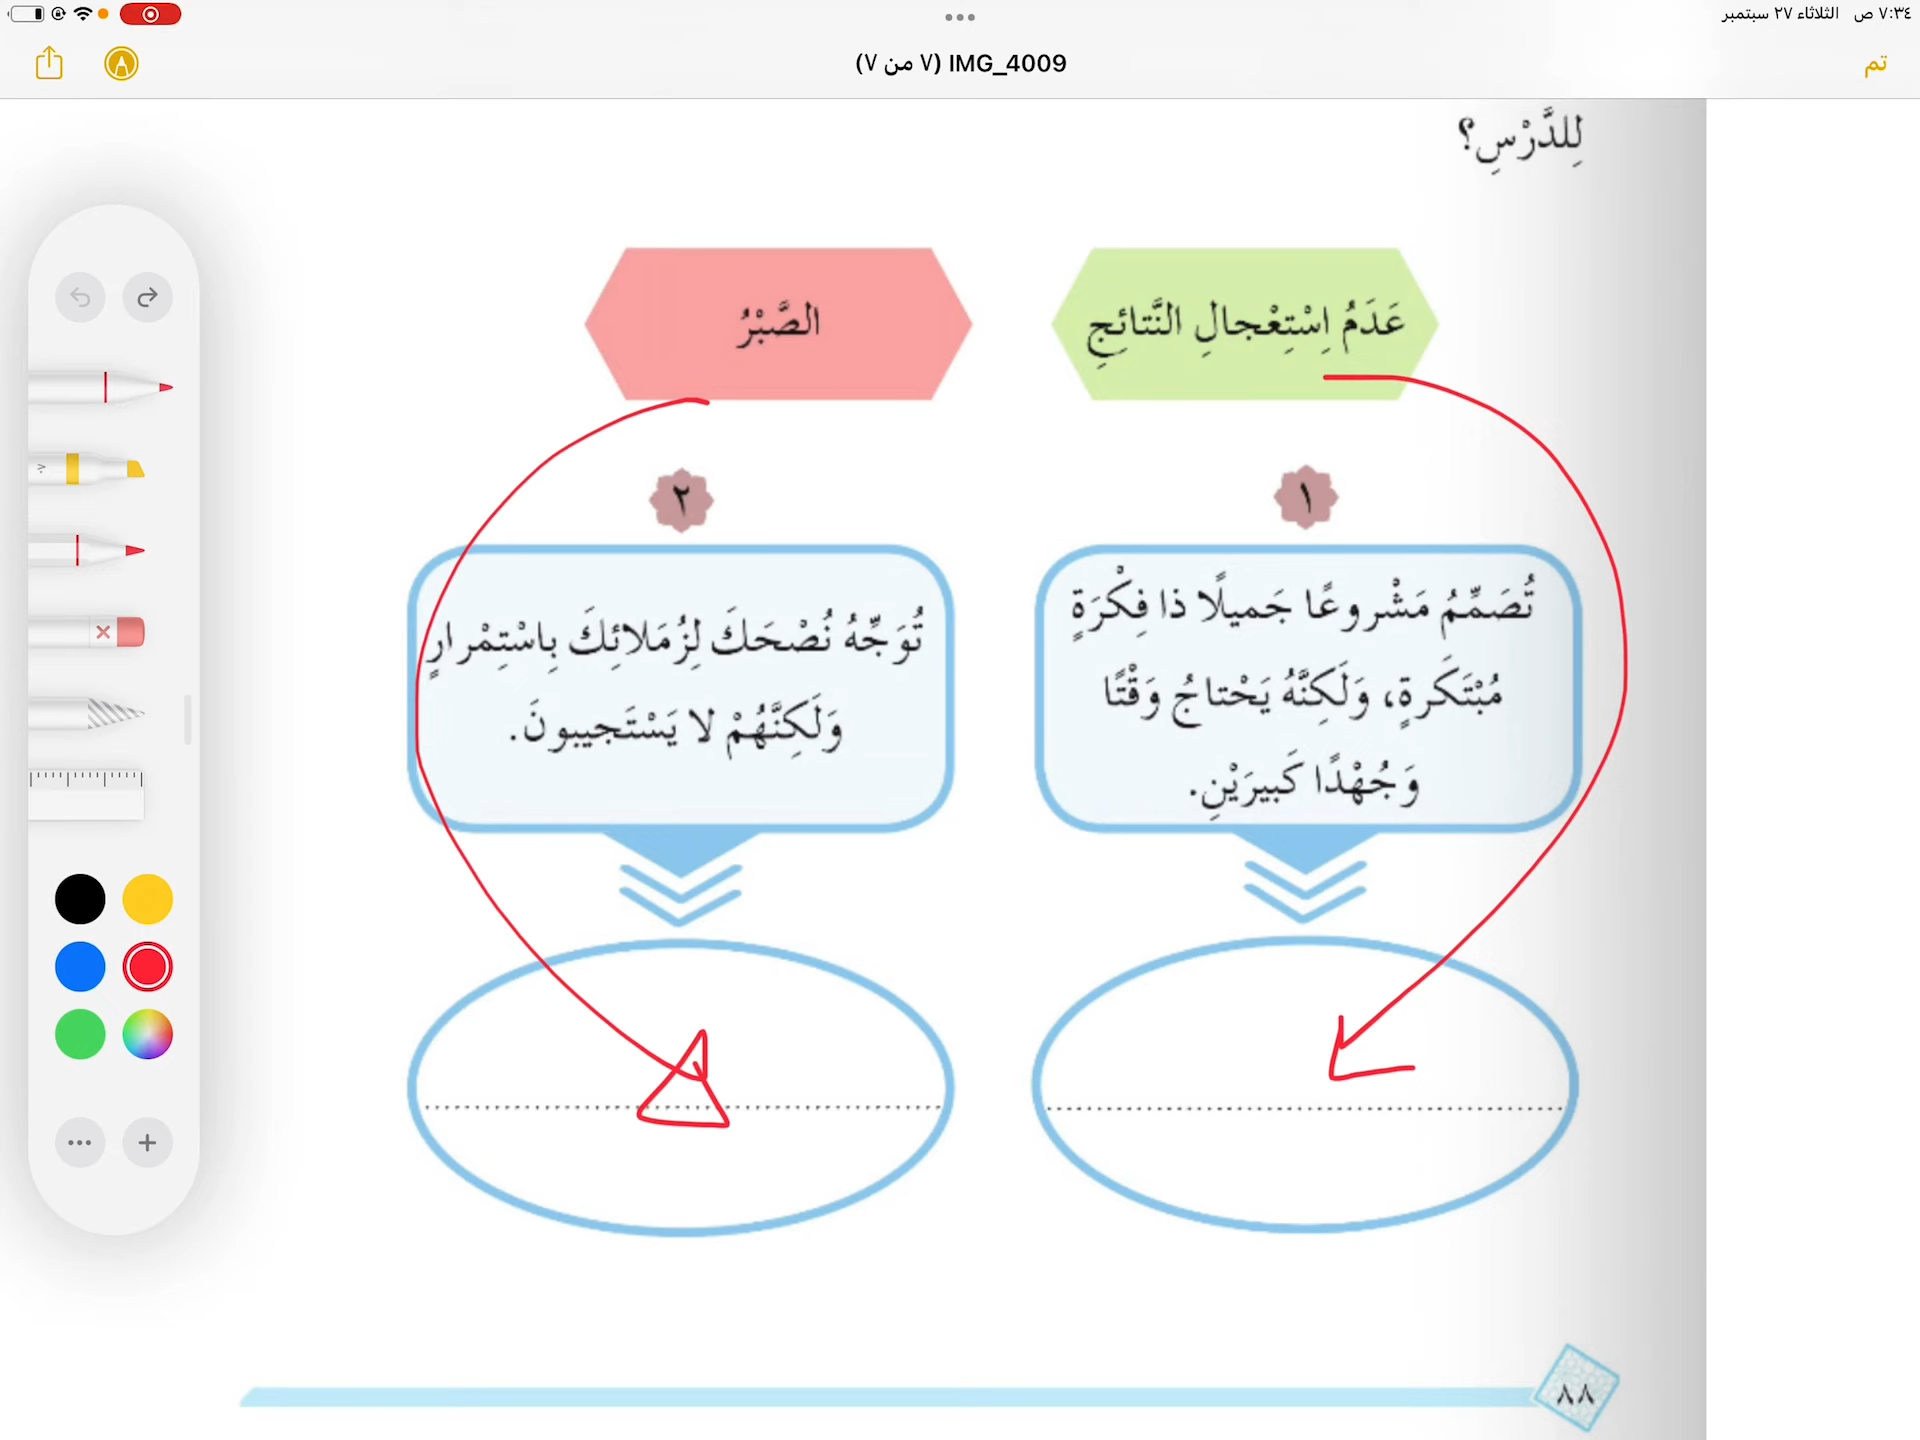 ٧:٣٤ ص الثلاثاء ٢٧ سبتمبر
تم
IMG_4009 (٧ من ٧)
لِلدَّرْسِ؟
عَدَمُ اِسْتِعْجالِ النَّتائِجِ
الصَّبْرُ
١
تُصَمِّمُ مَشْروعًا جَميلًا ذا فِكْرَةٍ
مُبْتَكَرةٍ، وَلَكِنَّهُ يَحْتاجُ وَقْتًا
وَجُهْدًا كَبيرَيْنِ.
٢
تُوَجِّهُ نُصْحَكَ لِزُمَلائِكَ بِاسْتِمْرارٍ
وَلَكِنَّهُمْ لا يَسْتَجيبونَ.
٨٨